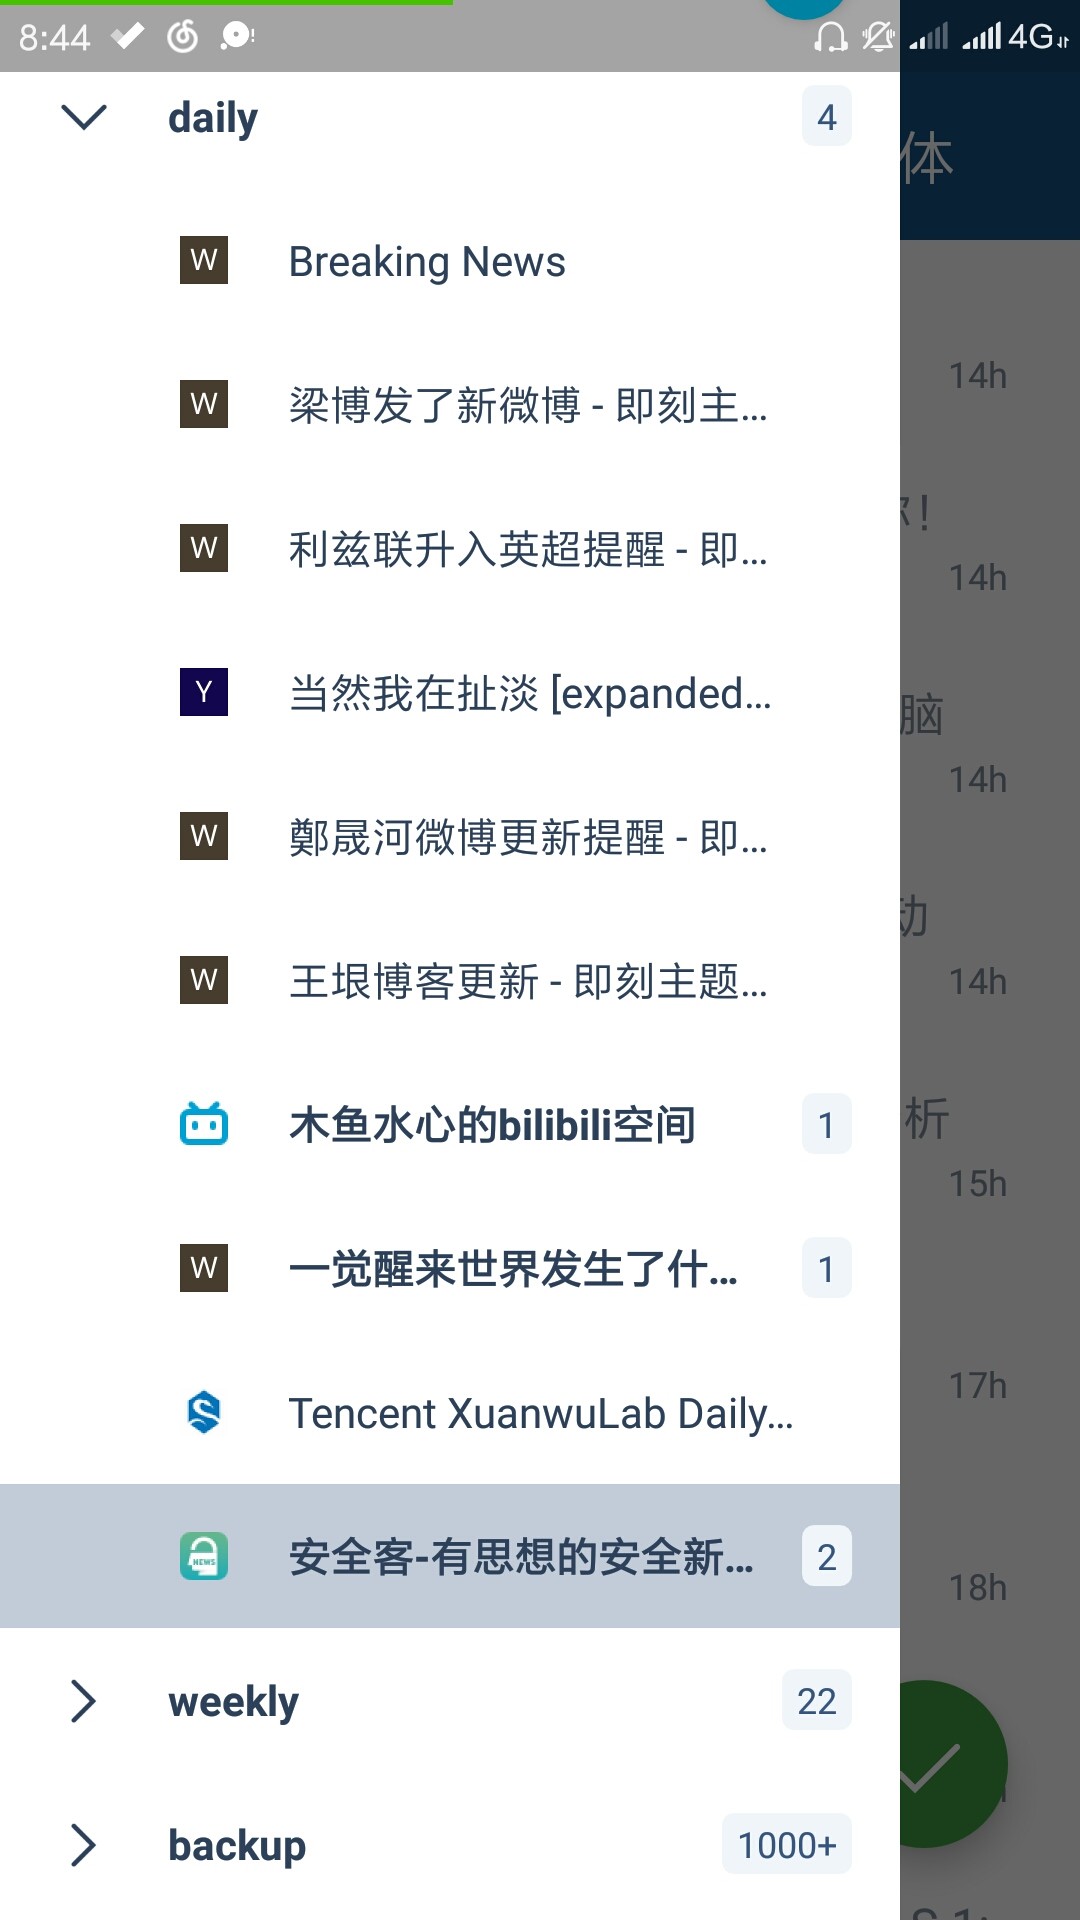 8:44
4G
daily
4
体
W
Breaking News
14h
W
梁博发了新微博 - 即刻主...
W
利兹联升入英超提醒 - 即...
!
14h
Y
当然我在扯淡 [expanded...
脑
14h
W
鄭晟河微博更新提醒 - 即...
W
王垠博客更新 - 即刻主题...
动
14h
木鱼水心的bilibili空间
1
析
15h
W
一觉醒来世界发生了什...
1
Tencent XuanwuLab Daily...
17h
NEWS
安全客-有思想的安全新...
2
18h
weekly
22
backup
1000+